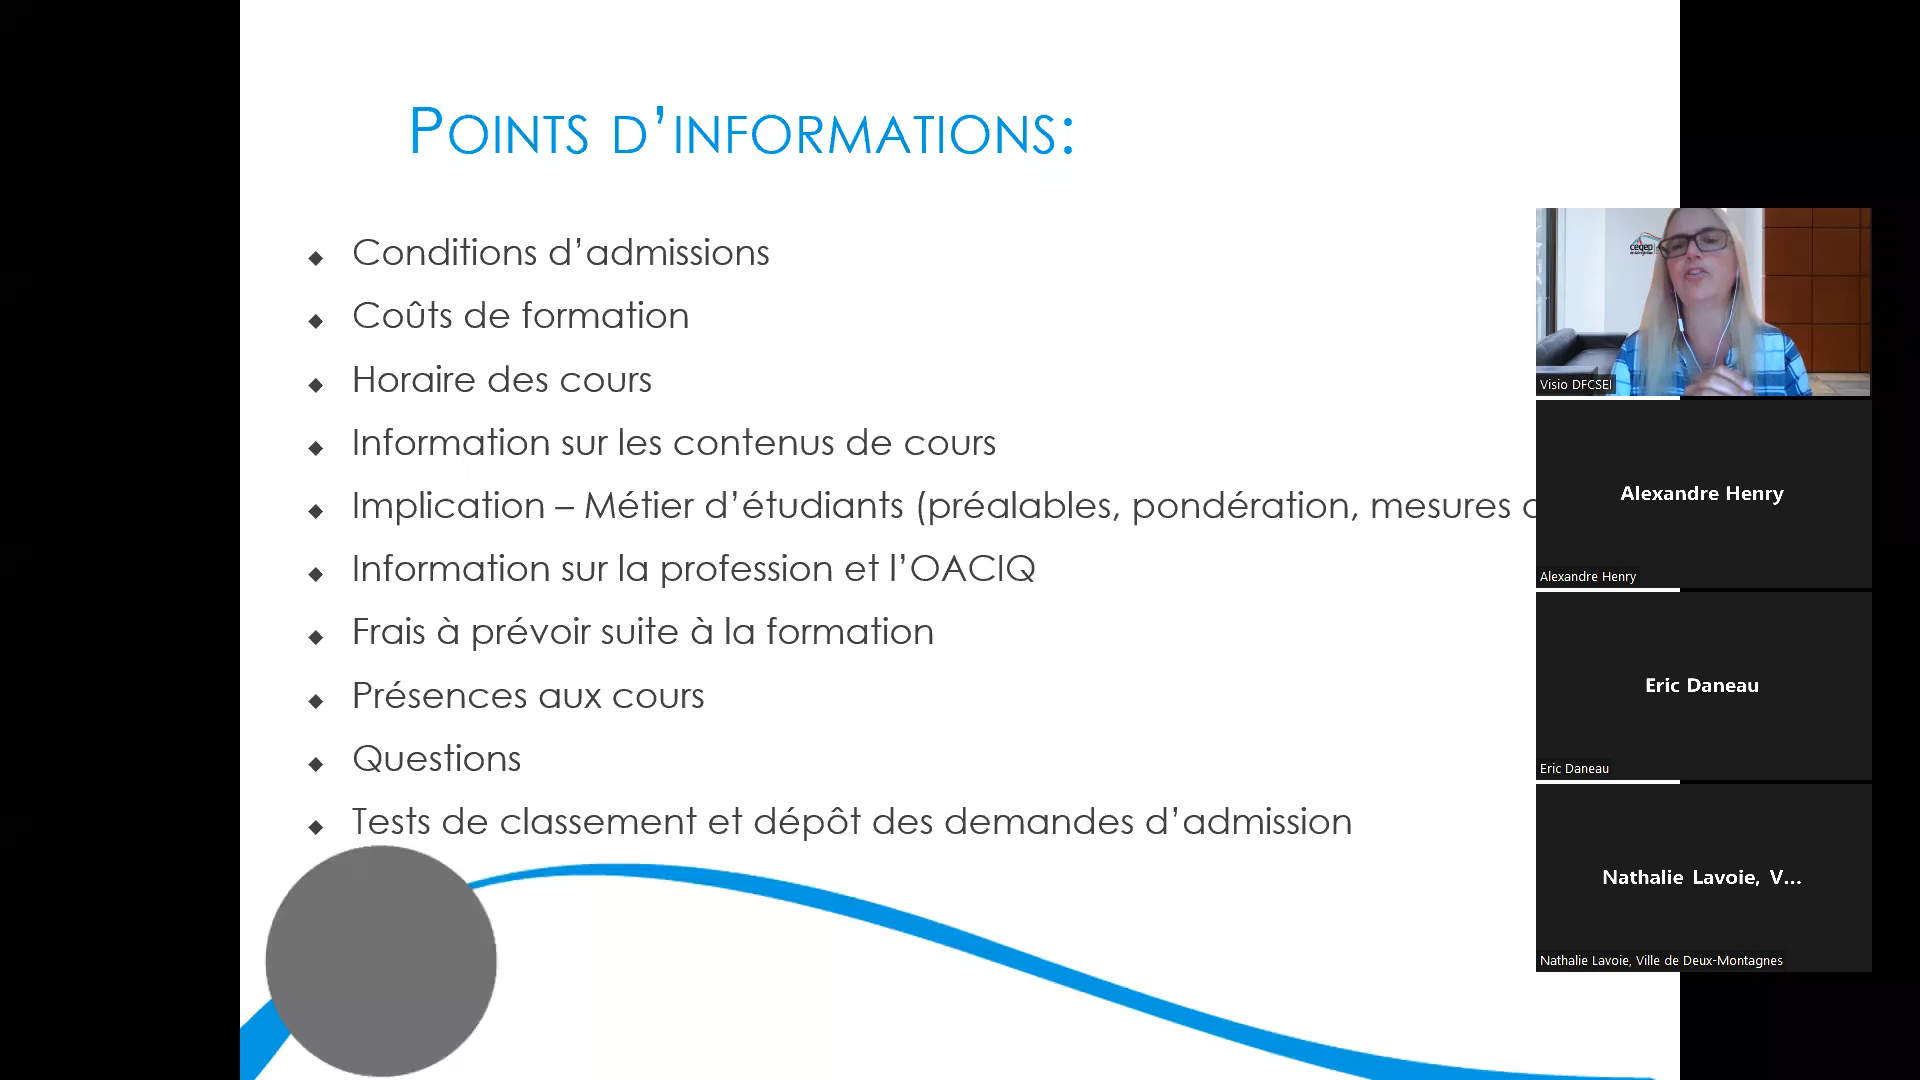 Points d’informations:
Conditions d’admissions
Coûts de formation
Horaire des cours
Information sur les contenus de cours
Implication – Métier d’étudiants (préalables, pondération, mesures
Information sur la profession et l’OACIQ
Frais à prévoir suite à la formation
Présences aux cours
Questions
Tests de classement et dépôt des demandes d’admission
cegep
Visio DFCSEI
Alexandre Henry
Alexandre Henry
Eric Daneau
Eric Daneau
Nathalie Lavoie, V...
Nathalie Lavoie, Ville de Deux-Montagnes